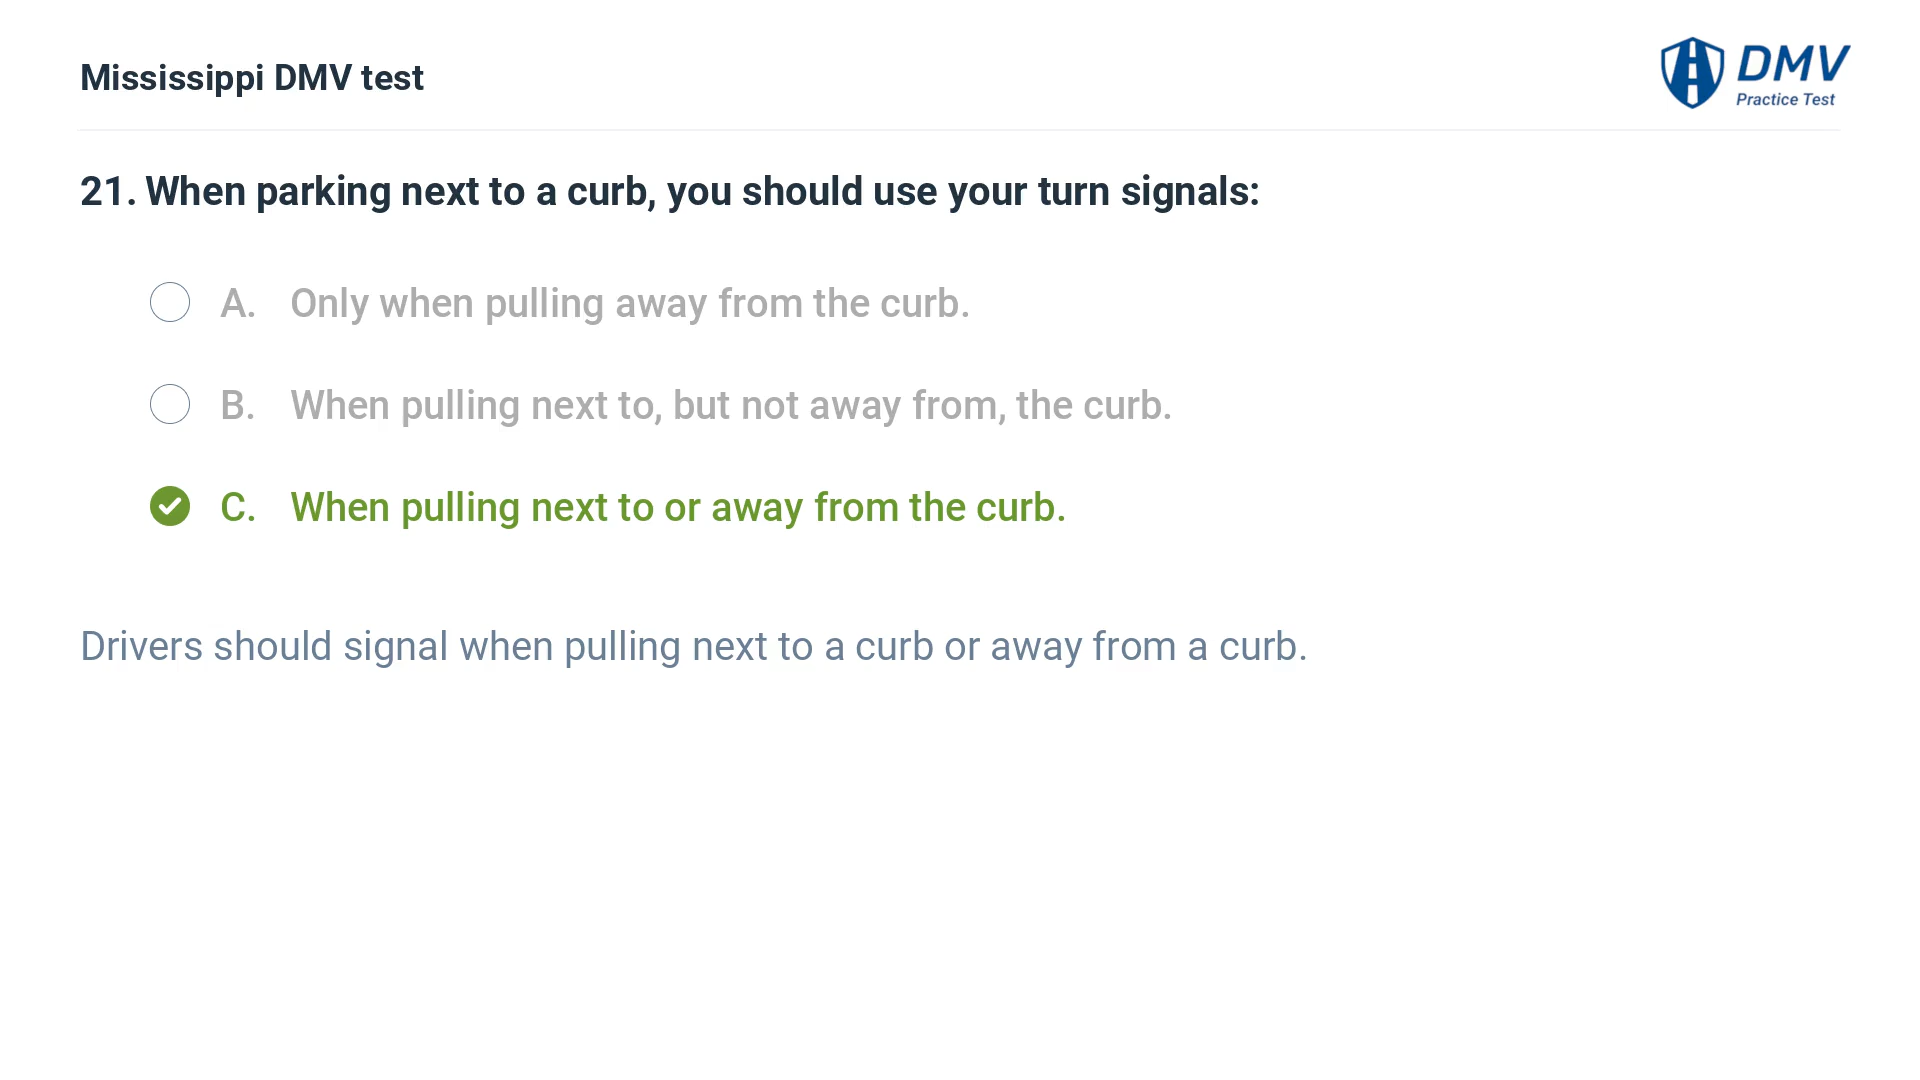 Mississippi DMV test
DMV
Practice Test
21. When parking next to a curb, you should use your turn signals:
A. Only when pulling away from the curb.
B. When pulling next to, but not away from, the curb.
C. When pulling next to or away from the curb.
Drivers should signal when pulling next to a curb or away from a curb.